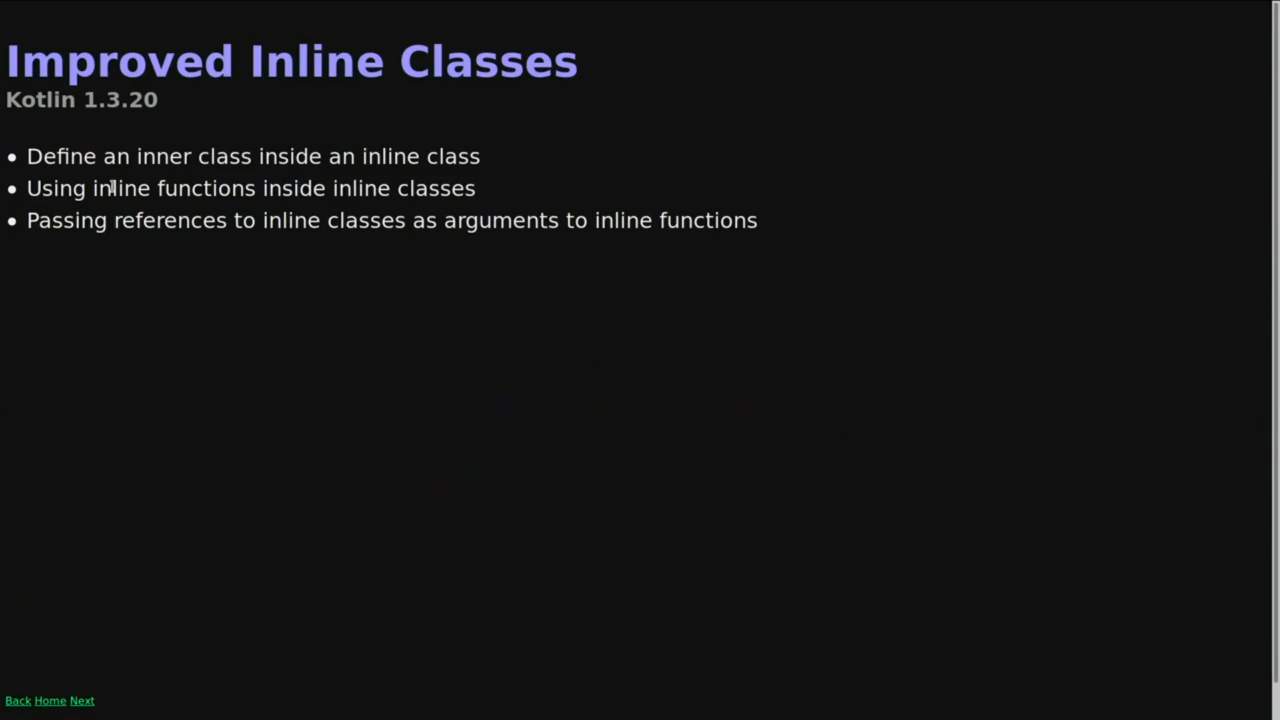 Improved Inline Classes
Kotlin 1.3.20
• Define an inner class inside an inline class
• Using inline functions inside inline classes
• Passing references to inline classes as arguments to inline functions
Back Home Next